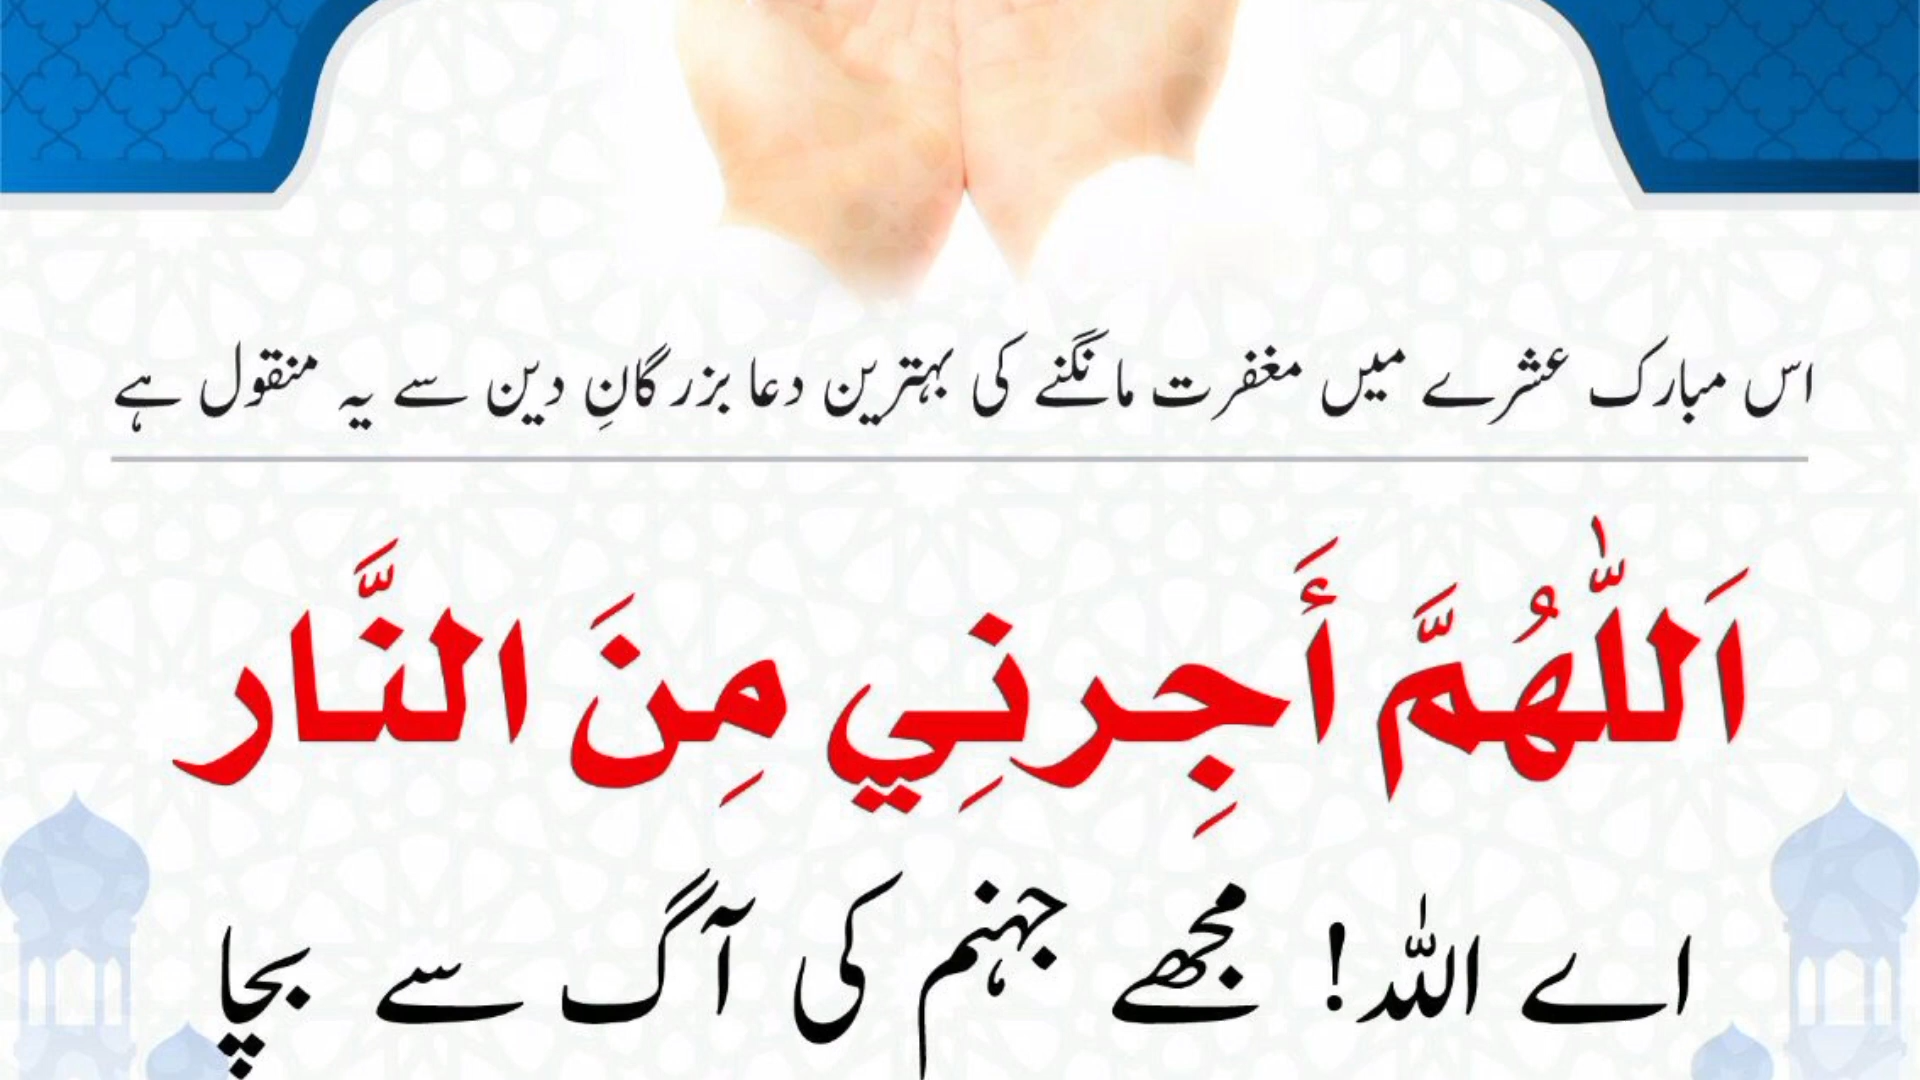 اس مبارک عشرے میں مغفرت مانگنے کی بہترین دعا بزرگانِ دین سے یہ منقول ہے
اَللّٰهُمَّ أَجِرنِي مِنَ النَّار
اے اللہ! مجھے جہنم کی آگ سے بچا